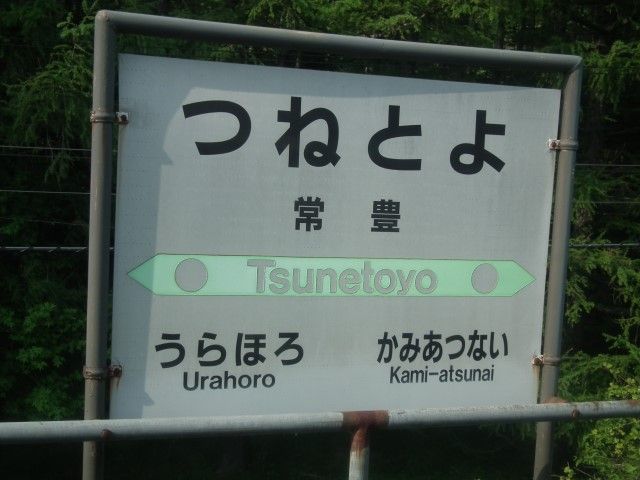 つねとよ
常豊
Tsunetoyo
うらほろ かみあつない
Urahoro Kami-atsunai